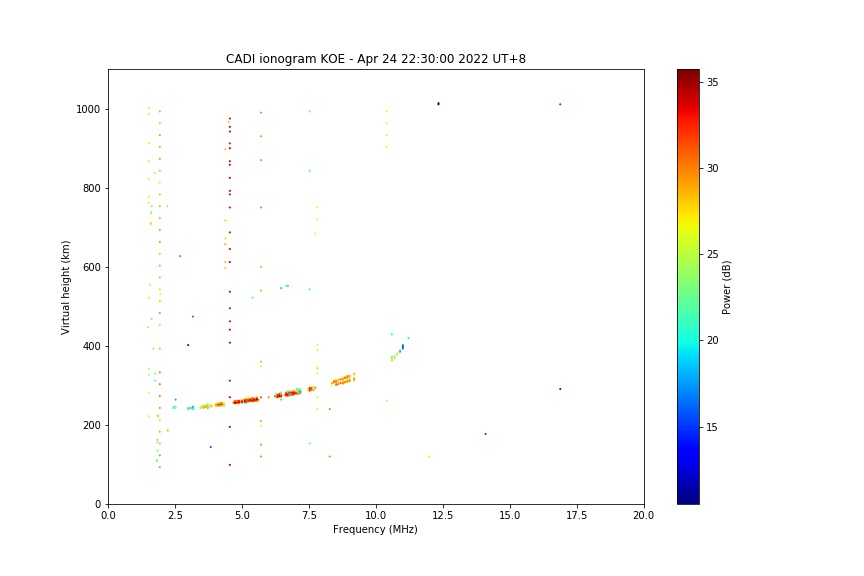 CADI ionogram KOE - Apr 24 22:30:00 2022 UT+8
1000
800
600
400
200
0
Virtual height (km)
0.0 2.5 5.0 7.5 10.0 12.5 15.0 17.5 20.0
Frequency (MHz)
35
30
25
20
15
Power (dB)